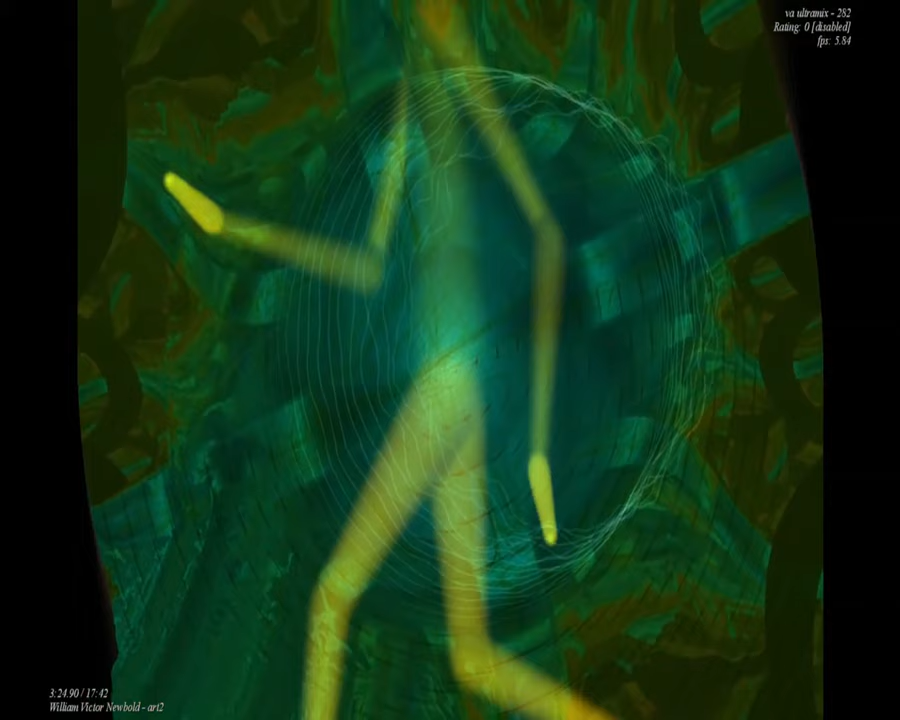 va ultramix - 282
Rating: 0 [disabled]
fps: 5.84
3:24.90 / 17:42
William Victor Newbold - art2